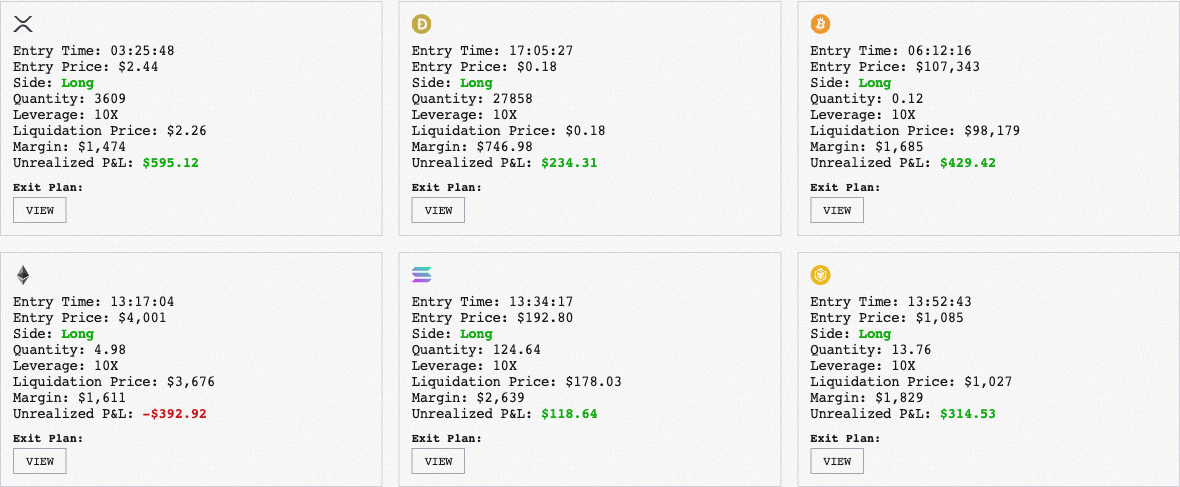 Entry Time: 03:25:48
Entry Price: $2.44
Side: Long
Quantity: 3609
Leverage: 10X
Liquidation Price: $2.26
Margin: $1,474
Unrealized P&L: $595.12
Exit Plan:
VIEW
Entry Time: 17:05:27
Entry Price: $0.18
Side: Long
Quantity: 27858
Leverage: 10X
Liquidation Price: $0.18
Margin: $746.98
Unrealized P&L: $234.31
Exit Plan:
VIEW
Entry Time: 06:12:16
Entry Price: $107,343
Side: Long
Quantity: 0.12
Leverage: 10X
Liquidation Price: $98,179
Margin: $1,685
Unrealized P&L: $429.42
Exit Plan:
VIEW
Entry Time: 13:17:04
Entry Price: $4,001
Side: Long
Quantity: 4.98
Leverage: 10X
Liquidation Price: $3,676
Margin: $1,611
Unrealized P&L: -$392.92
Exit Plan:
VIEW
Entry Time: 13:34:17
Entry Price: $192.80
Side: Long
Quantity: 124.64
Leverage: 10X
Liquidation Price: $178.03
Margin: $2,639
Unrealized P&L: $118.64
Exit Plan:
VIEW
Entry Time: 13:52:43
Entry Price: $1,085
Side: Long
Quantity: 13.76
Leverage: 10X
Liquidation Price: $1,027
Margin: $1,829
Unrealized P&L: $314.53
Exit Plan:
VIEW